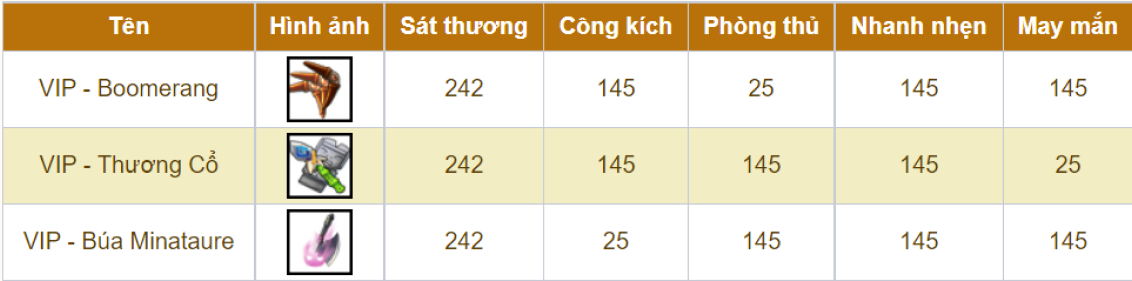 Tên Hình ảnh Sát thương Công kích Phòng thủ Nhanh nhẹn May mắn
VIP - Boomerang 242 145 25 145 145
VIP - Thương Cổ 242 145 145 145 25
VIP - Búa Minataure 242 25 145 145 145